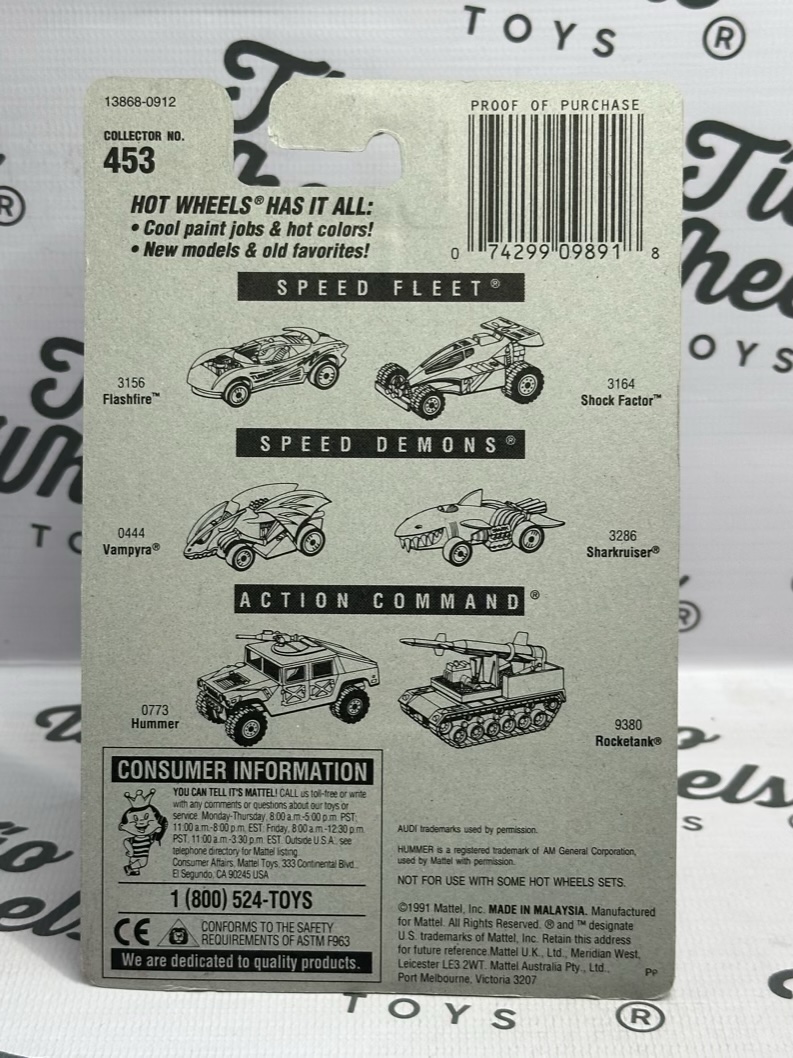 TOYS ®
13868-0912
COLLECTOR NO.
453
PROOF OF PURCHASE
0 74299 09891 8
HOT WHEELS® HAS IT ALL:
• Cool paint jobs & hot colors!
• New models & old favorites!
SPEED FLEET®
3156
Flashfire™
3164
Shock Factor™
SPEED DEMONS®
0444
Vampyra®
3286
Sharkruiser®
ACTION COMMAND®
0773
Hummer
9380
Rocketank®
CONSUMER INFORMATION
YOU CAN TELL IT'S MATTEL! CALL us toll-free or write
with any comments or questions about our toys or
service. Monday-Thursday, 8:00 a.m.-5:00 p.m. PST,
11:00 a.m.-8:00 p.m. EST. Friday, 8:00 a.m.-12:30 p.m.
PST, 11:00 a.m.-3:30 p.m. EST. Outside U.S.A., see
telephone directory for Mattel listing.
Consumer Affairs, Mattel Toys, 333 Continental Blvd.,
El Segundo, CA 90245 USA
1 (800) 524-TOYS
CE
CONFORMS TO THE SAFETY
REQUIREMENTS OF ASTM F963
We are dedicated to quality products.
AUDI trademarks used by permission.
HUMMER is a registered trademark of AM General Corporation,
used by Mattel with permission.
NOT FOR USE WITH SOME HOT WHEELS SETS.
©1991 Mattel, Inc. MADE IN MALAYSIA. Manufactured
for Mattel. All Rights Reserved. ® and ™ designate
U.S. trademarks of Mattel, Inc. Retain this address
for future reference Mattel U.K., Ltd., Meridian West,
Leicester LE3 2WT. Mattel Australia Pty., Ltd.,
Port Melbourne, Victoria 3207
PP
TOYS ®